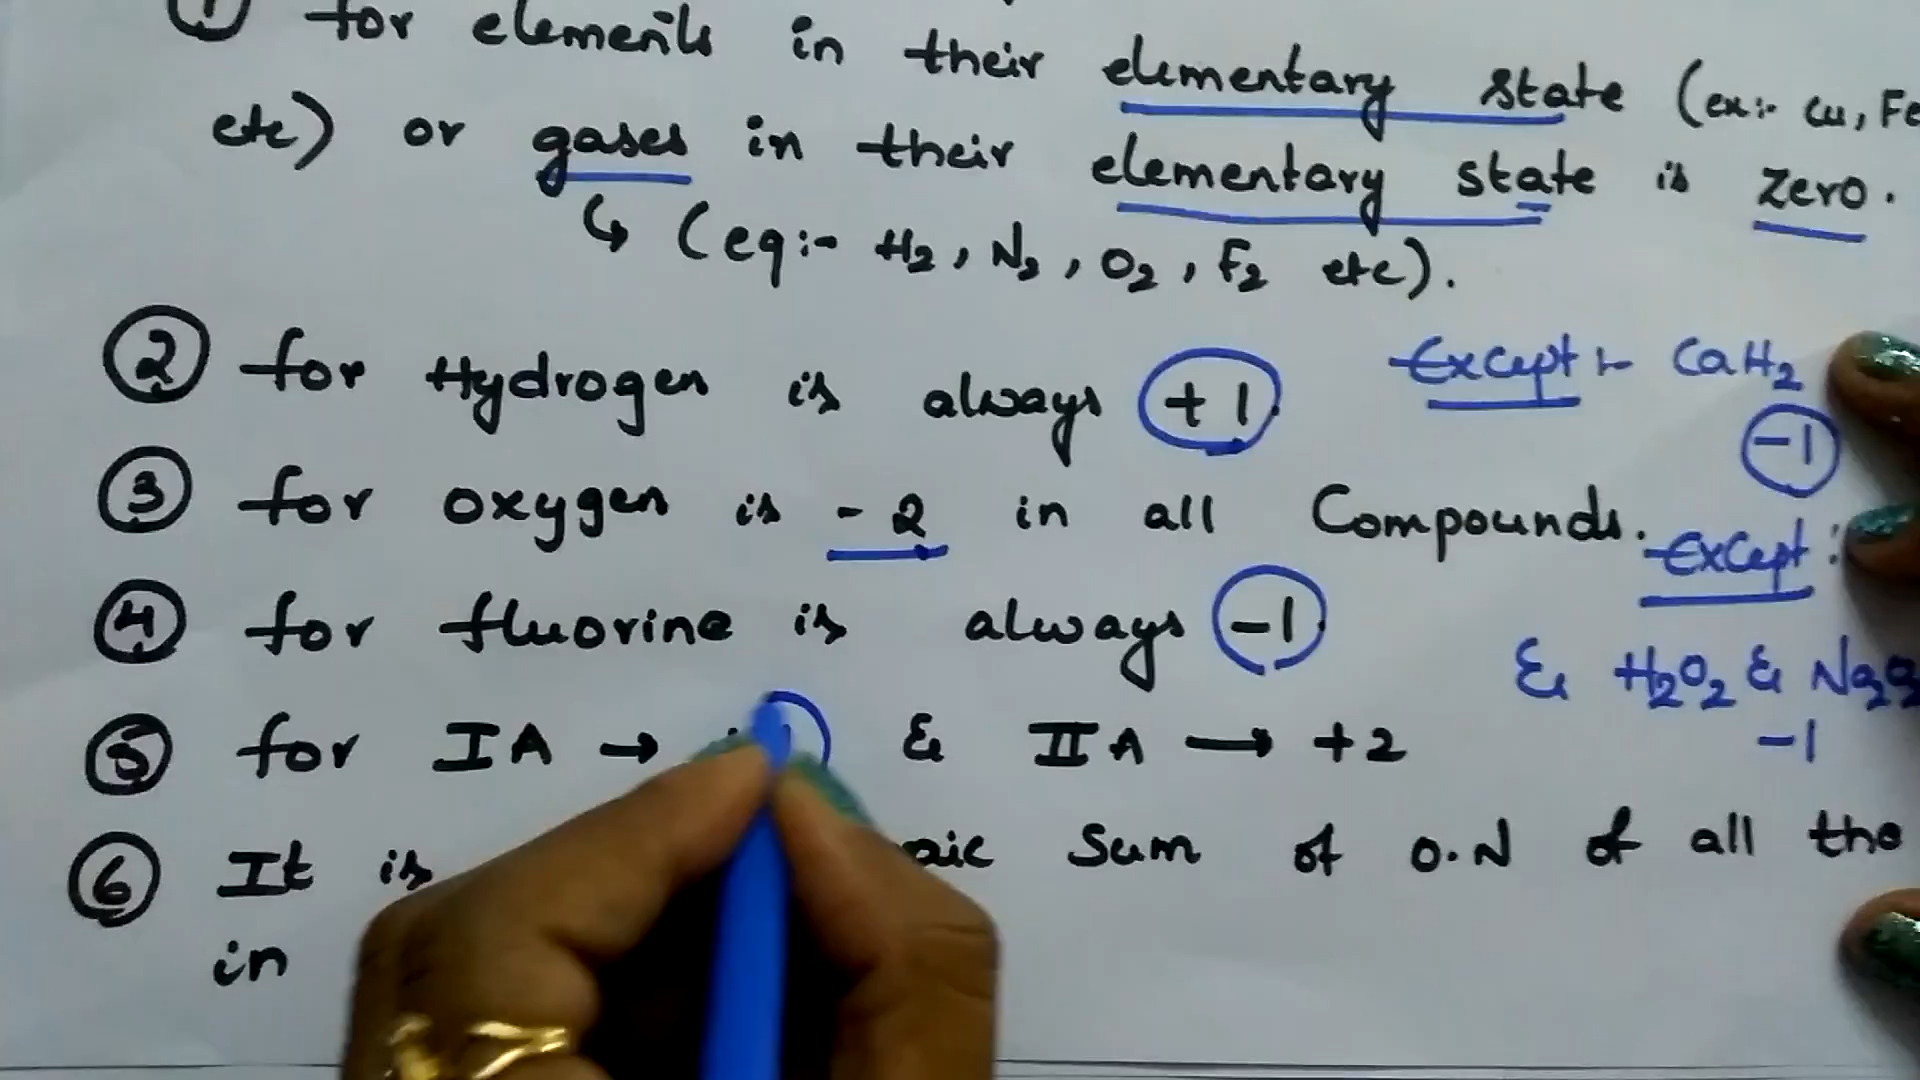 ① for elements in their elementary state (ex:- Cu, Fe
etc) or gases in their elementary state is zero.
↳ (eg:- H₂, N₂, O₂, F₂ etc).
② for Hydrogen is always +1 Except:- CaH₂
-1
③ for oxygen is -2 in all Compounds. Except:
④ for fluorine is always -1 & H₂O₂ & Na₂O₂
-1
⑤ for IA → & IIA → +2
⑥ It is Sum of O.N of all the
in